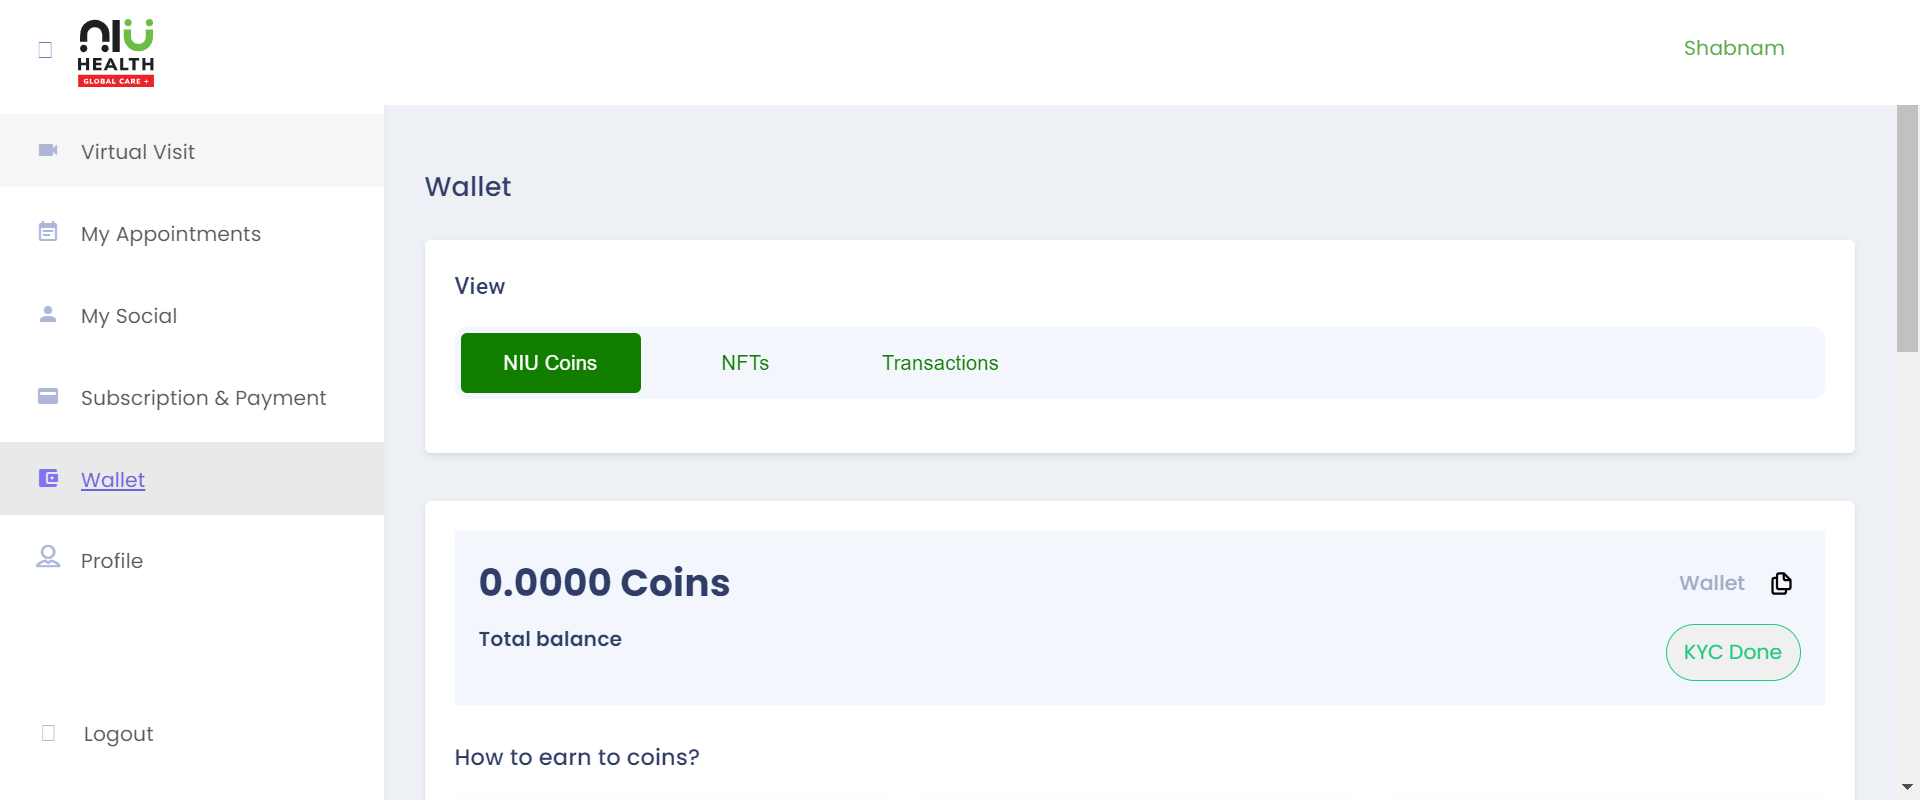 NIU
HEALTH
GLOBAL CARE +
Shabnam
Virtual Visit
My Appointments
My Social
Subscription & Payment
Wallet
Profile
Logout
Wallet
View
NIU Coins
NFTs
Transactions
0.0000 Coins
Total balance
Wallet
KYC Done
How to earn to coins?